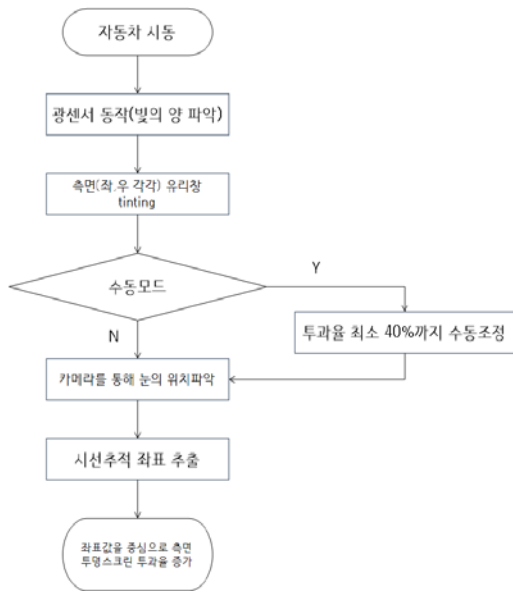 자동차 시동
광센서 동작(빛의 양 파악)
측면(좌.우 각각) 유리창
tinting
수동모드
Y
N
투과율 최소 40%까지 수동조정
카메라를 통해 눈의 위치파악
시선추적 좌표 추출
좌표값을 중심으로 측면
투명스크린 투과율 증가